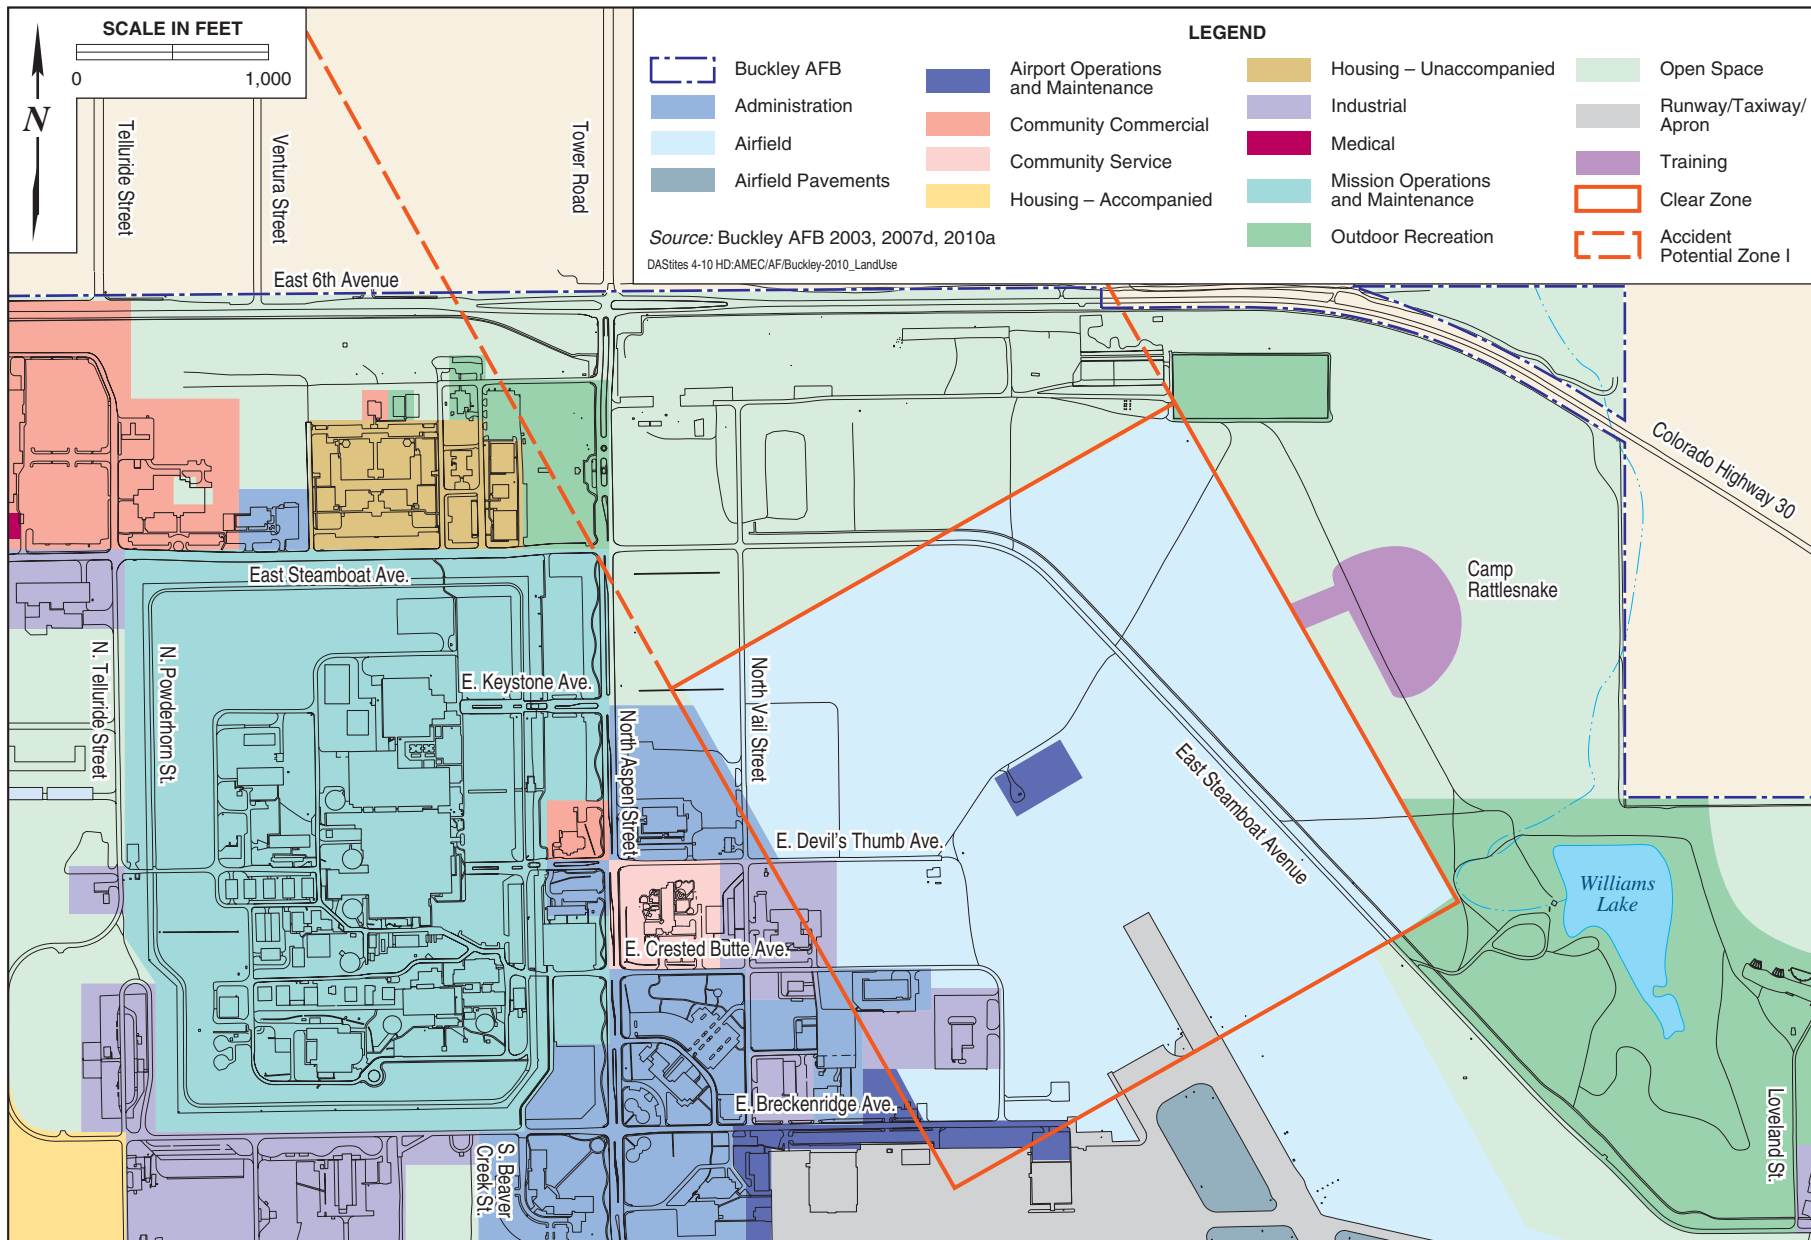 SCALE IN FEET
0 1,000
N
LEGEND
Buckley AFB
Administration
Airfield
Airfield Pavements
Airport Operations
and Maintenance
Community Commercial
Community Service
Housing – Accompanied
Housing – Unaccompanied
Industrial
Medical
Mission Operations
and Maintenance
Outdoor Recreation
Open Space
Runway/Taxiway/
Apron
Training
Clear Zone
Accident
Potential Zone I
Source: Buckley AFB 2003, 2007d, 2010a
DAStites 4-10 HD:AMEC/AF/Buckley-2010_LandUse
Telluride Street
Ventura Street
Tower Road
East 6th Avenue
Colorado Highway 30
East Steamboat Ave.
Camp
Rattlesnake
N. Telluride Street
N. Powderhorn St.
E. Keystone Ave.
North Aspen Street
North Vail Street
East Steamboat Avenue
E. Devil's Thumb Ave.
Williams
Lake
E. Crested Butte Ave.
E. Breckenridge Ave.
S. Beaver
Creek St.
Loveland St.